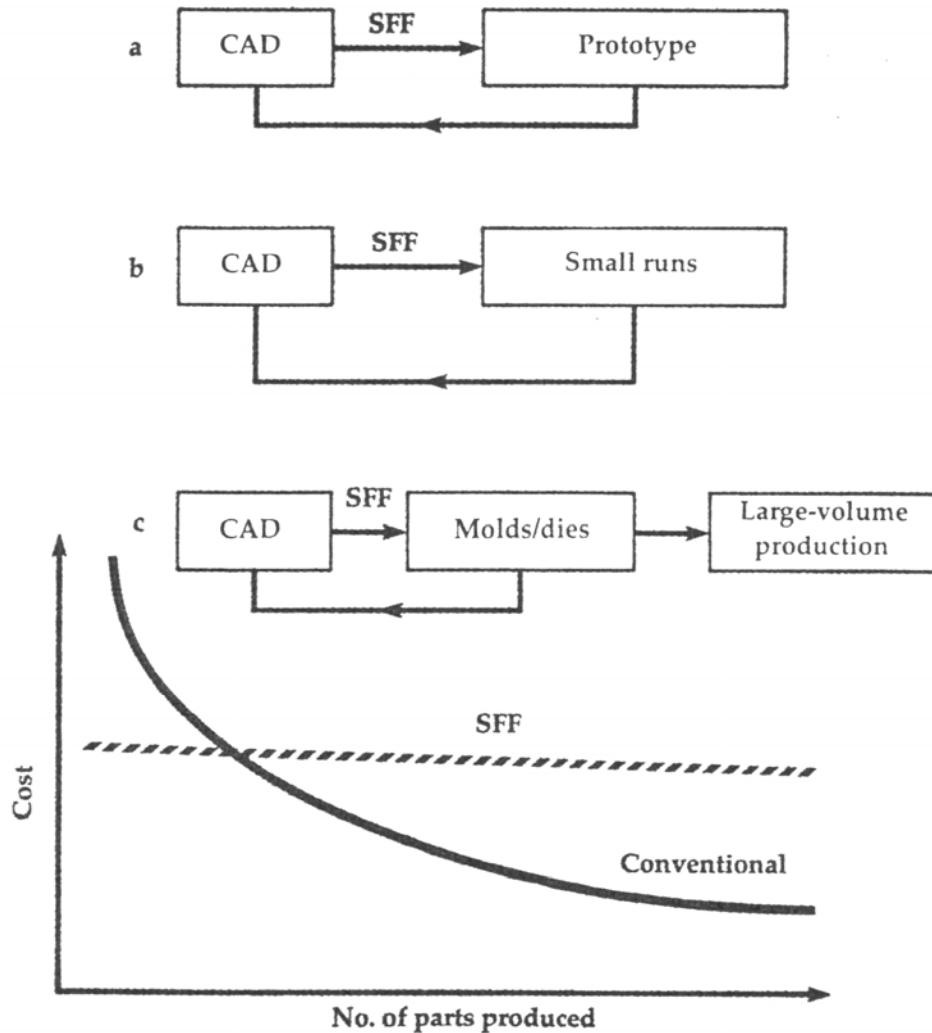 SFF
a
CAD
Prototype
SFF
b
CAD
Small runs
SFF
c
CAD
Molds/dies
Large-volume
production
SFF
Cost
Conventional
No. of parts produced